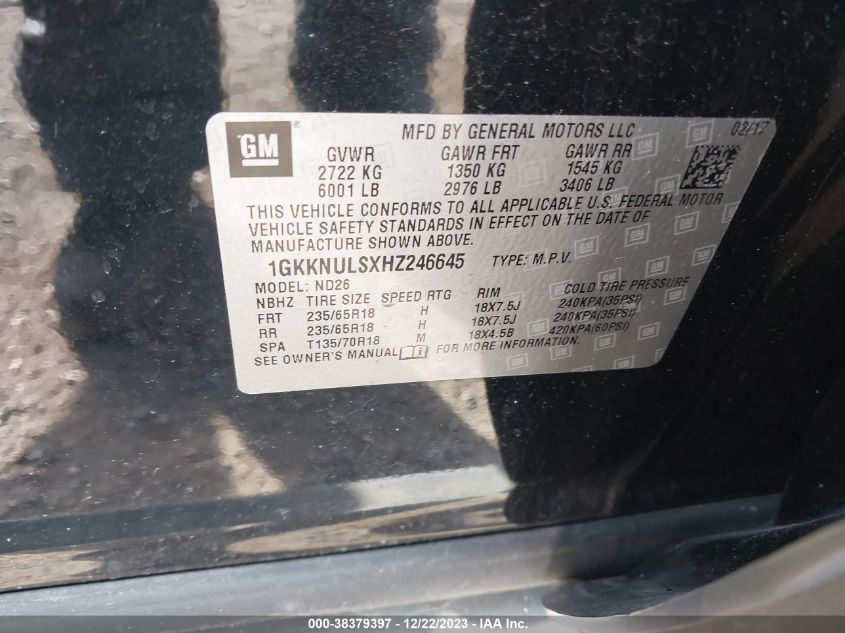 GM
MFD BY GENERAL MOTORS LLC 02/17
GVWR GAWR FRT GAWR RR
2722 KG 1350 KG 1545 KG
6001 LB 2976 LB 3406 LB
THIS VEHICLE CONFORMS TO ALL APPLICABLE U.S. FEDERAL MOTOR
VEHICLE SAFETY STANDARDS IN EFFECT ON THE DATE OF
MANUFACTURE SHOWN ABOVE.
1GKKNULSXHZ246645 TYPE: M.P.V.
MODEL: ND26
NBHZ TIRE SIZE SPEED RTG RIM COLD TIRE PRESSURE
FRT 235/65R18 H 18X7.5J 240KPA(35PSI)
RR 235/65R18 H 18X7.5J 240KPA(35PSI)
SPA T135/70R18 M 18X4.5B 420KPA(60PSI)
SEE OWNER'S MANUAL FOR MORE INFORMATION.
000-38379397 - 12/22/2023 - IAA Inc.